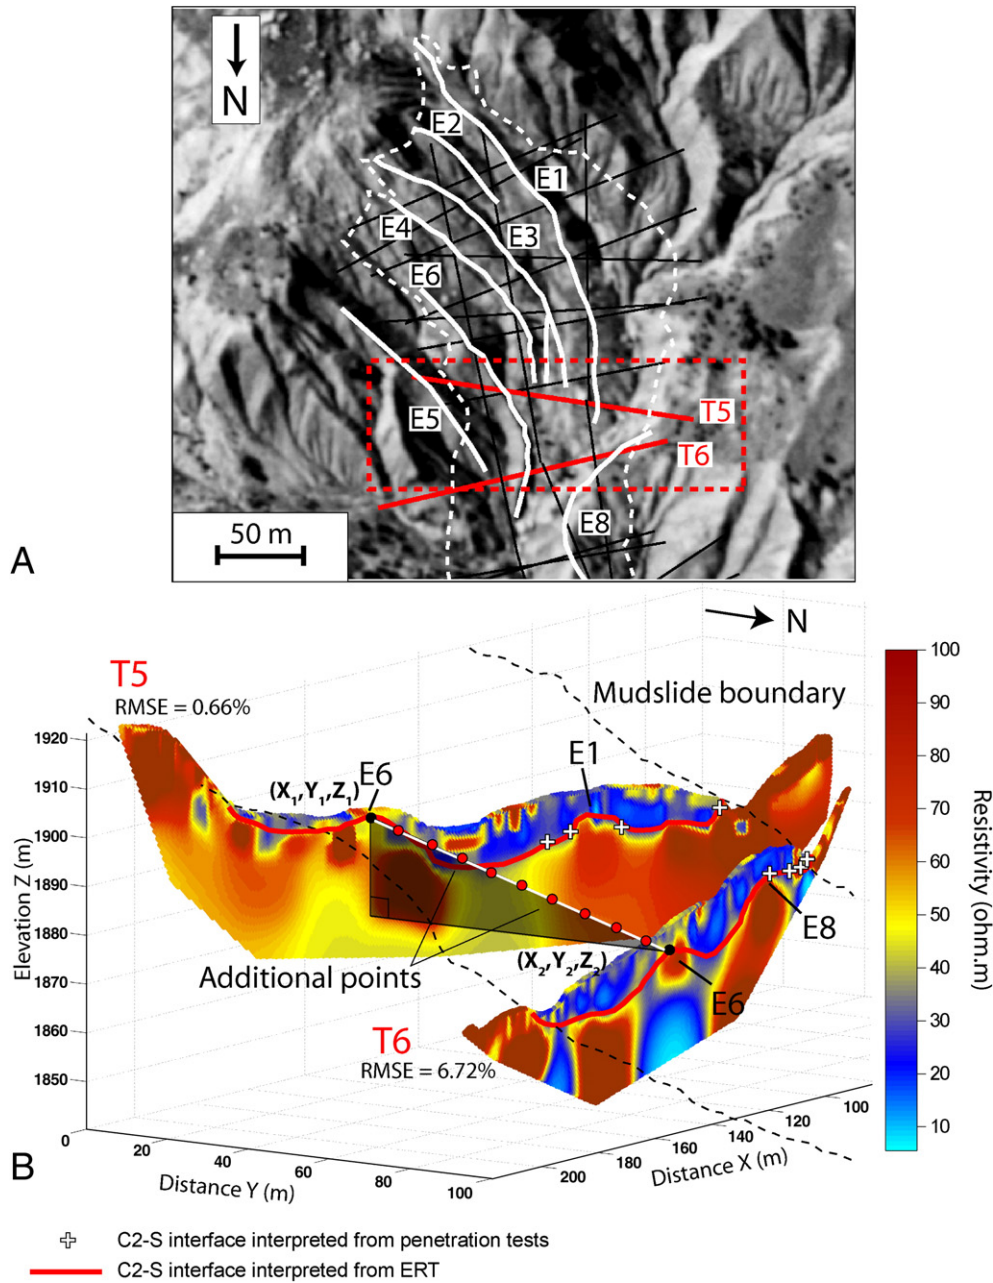 A
N
E2
E1
E4
E3
E6
E5
T5
T6
E8
50 m
N
T5
RMSE = 0.66%
Mudslide boundary
100
90
80
70
60
50
40
30
20
10
Resistivity (ohm.m)
1920
1910
1900
1890
1880
1870
1860
1850
0
Elevation Z (m)
(X1,Y1,Z1)
E6
E1
E8
Additional points
(X2,Y2,Z2)
E6
T6
RMSE = 6.72%
20
40
60
80
100
Distance Y (m)
200
180
160
140
120
100
Distance X (m)
B
C2-S interface interpreted from penetration tests
C2-S interface interpreted from ERT